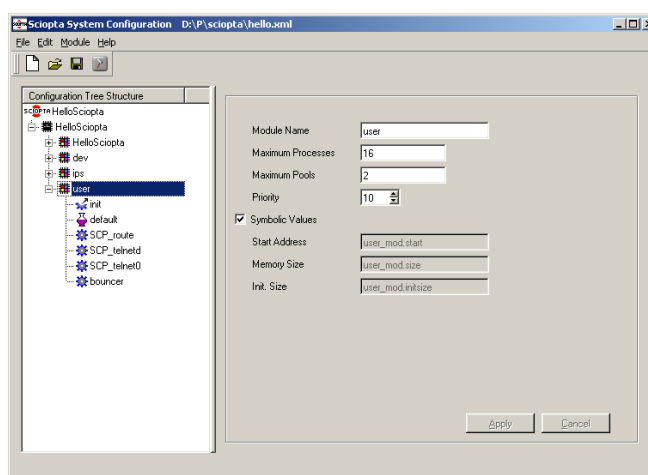 Sciopta System Configuration D:\P\sciopta\hello.xml
File Edit Module Help
Configuration Tree Structure
SCIOPTA HelloSciopta
HelloSciopta
HelloSciopta
dev
ips
user
init
default
SCP_route
SCP_telnetd
SCP_telnet0
bouncer
Module Name user
Maximum Processes 16
Maximum Pools 2
Priority 10
Symbolic Values
Start Address user_mod.start
Memory Size user_mod.size
Init. Size user_mod.initsize
Apply Cancel